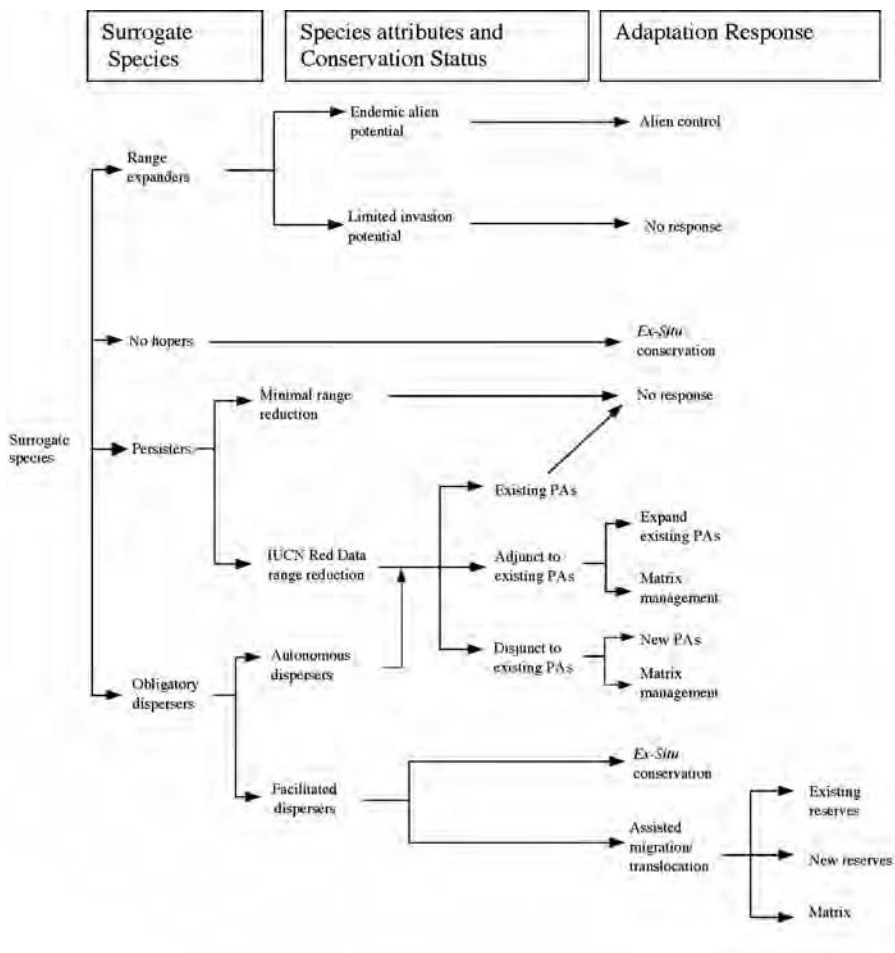 Surrogate
Species
Species attributes and
Conservation Status
Adaptation Response
Endemic alien
potential
Alien control
Range
expanders
Limited invasion
potential
No response
No hopers
Ex-Situ
conservation
Minimal range
reduction
No response
Surrogate
species
Persisters
Existing PAs
IUCN Red Data
range reduction
Adjunct to
existing PAs
Expand
existing PAs
Matrix
management
Autonomous
dispersers
Disjunct to
existing PAs
New PAs
Matrix
management
Obligatory
dispersers
Facilitated
dispersers
Ex-Situ
conservation
Assisted
migration/
translocation
Existing
reserves
New reserves
Matrix